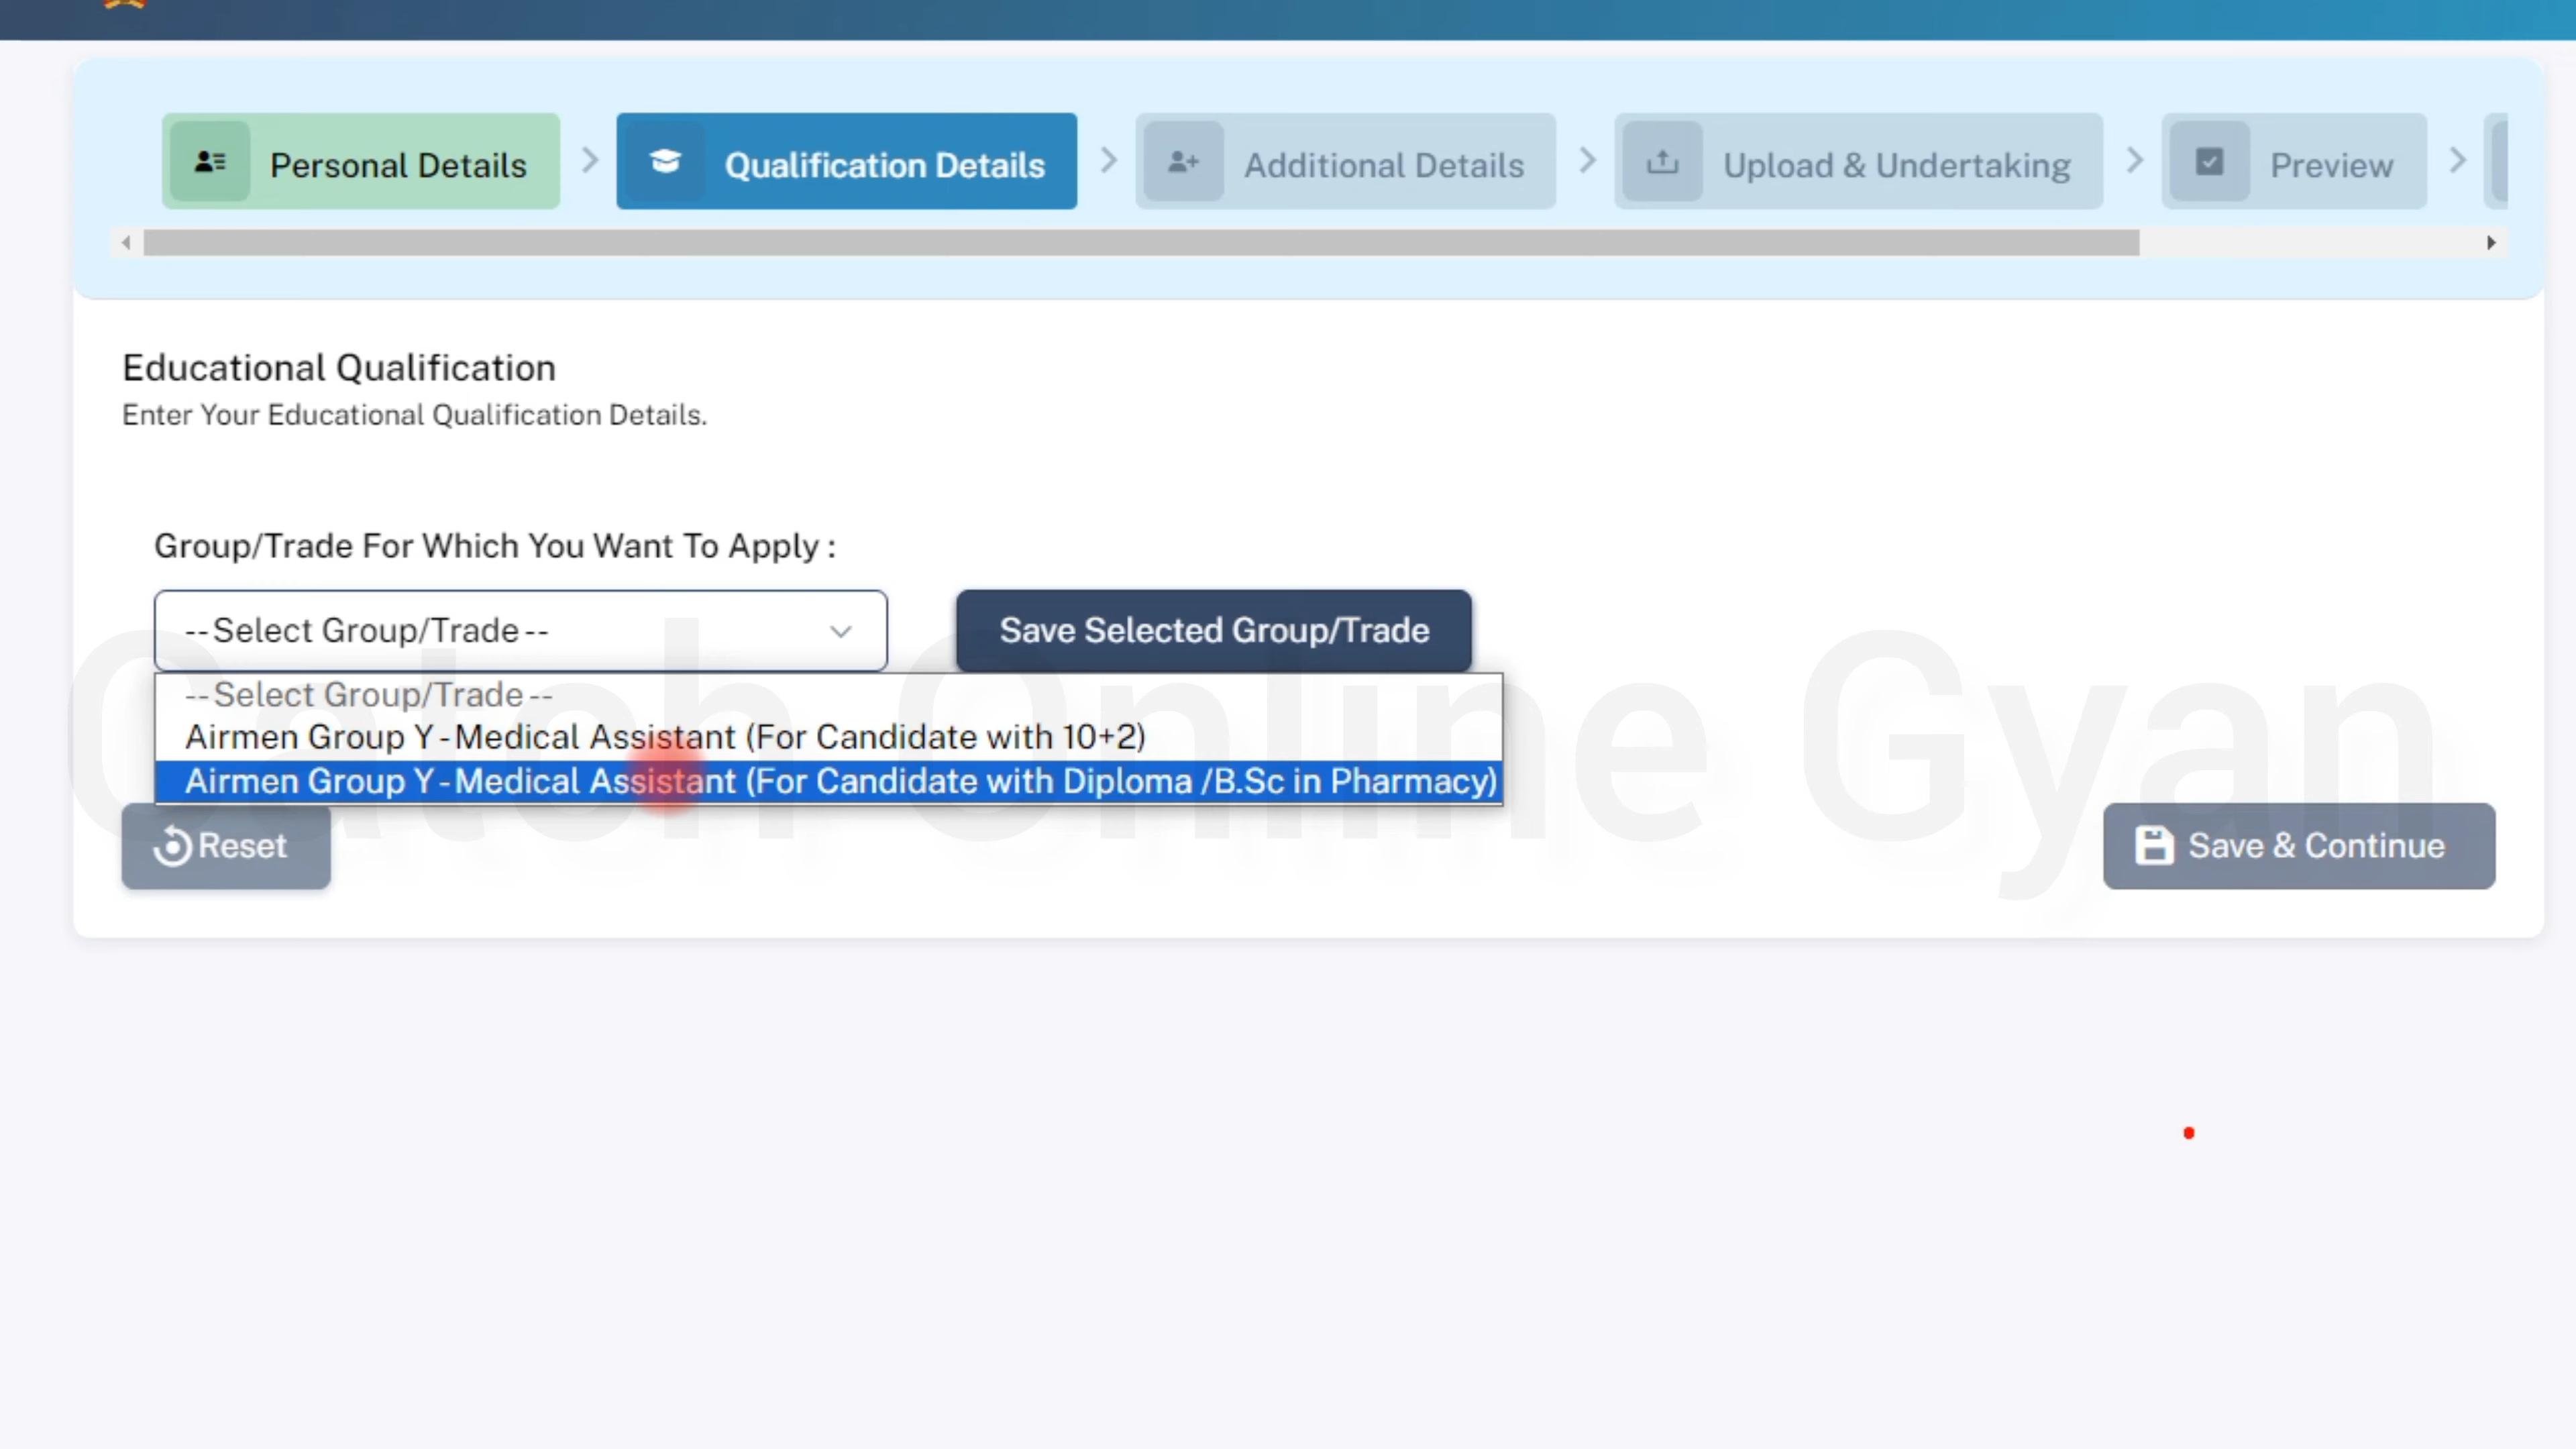 Personal Details
Qualification Details
Additional Details
Upload & Undertaking
Preview
Educational Qualification
Enter Your Educational Qualification Details.
Group/Trade For Which You Want To Apply :
--Select Group/Trade--
Save Selected Group/Trade
--Select Group/Trade--
Airmen Group Y - Medical Assistant (For Candidate with 10+2)
Airmen Group Y - Medical Assistant (For Candidate with Diploma /B.Sc in Pharmacy)
Catch Online Gyan
Reset
Save & Continue